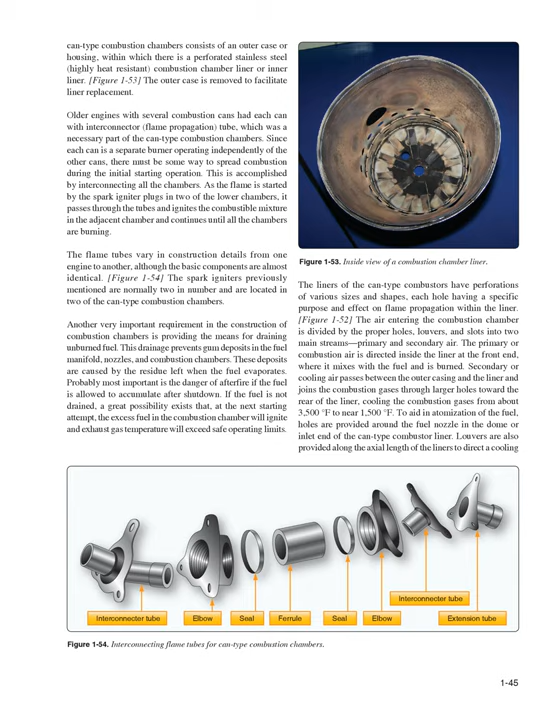 can-type combustion chambers consists of an outer case or
housing, within which there is a perforated stainless steel
(highly heat resistant) combustion chamber liner or inner
liner. [Figure 1-53] The outer case is removed to facilitate
liner replacement.
Older engines with several combustion cans had each can
with interconnector (flame propagation) tube, which was a
necessary part of the can-type combustion chambers. Since
each can is a separate burner operating independently of the
other cans, there must be some way to spread combustion
during the initial starting operation. This is accomplished
by interconnecting all the chambers. As the flame is started
by the spark igniter plugs in two of the lower chambers, it
passes through the tubes and ignites the combustible mixture
in the adjacent chamber and continues until all the chambers
are burning.
The flame tubes vary in construction details from one
engine to another, although the basic components are almost
identical. [Figure 1-54] The spark igniters previously
mentioned are normally two in number and are located in
two of the can-type combustion chambers.
Another very important requirement in the construction of
combustion chambers is providing the means for draining
unburned fuel. This drainage prevents gum deposits in the fuel
manifold, nozzles, and combustion chambers. These deposits
are caused by the residue left when the fuel evaporates.
Probably most important is the danger of afterfire if the fuel
is allowed to accumulate after shutdown. If the fuel is not
drained, a great possibility exists that, at the next starting
attempt, the excess fuel in the combustion chamber will ignite
and exhaust gas temperature will exceed safe operating limits.
Figure 1-53. Inside view of a combustion chamber liner.
The liners of the can-type combustors have perforations
of various sizes and shapes, each hole having a specific
purpose and effect on flame propagation within the liner.
[Figure 1-52] The air entering the combustion chamber
is divided by the proper holes, louvers, and slots into two
main streams—primary and secondary air. The primary or
combustion air is directed inside the liner at the front end,
where it mixes with the fuel and is burned. Secondary or
cooling air passes between the outer casing and the liner and
joins the combustion gases through larger holes toward the
rear of the liner, cooling the combustion gases from about
3,500 °F to near 1,500 °F. To aid in atomization of the fuel,
holes are provided around the fuel nozzle in the dome or
inlet end of the can-type combustor liner. Louvers are also
provided along the axial length of the liners to direct a cooling
Interconnecter tube
Elbow
Seal
Ferrule
Seal
Elbow
Interconnecter tube
Extension tube
Figure 1-54. Interconnecting flame tubes for can-type combustion chambers.
1-45